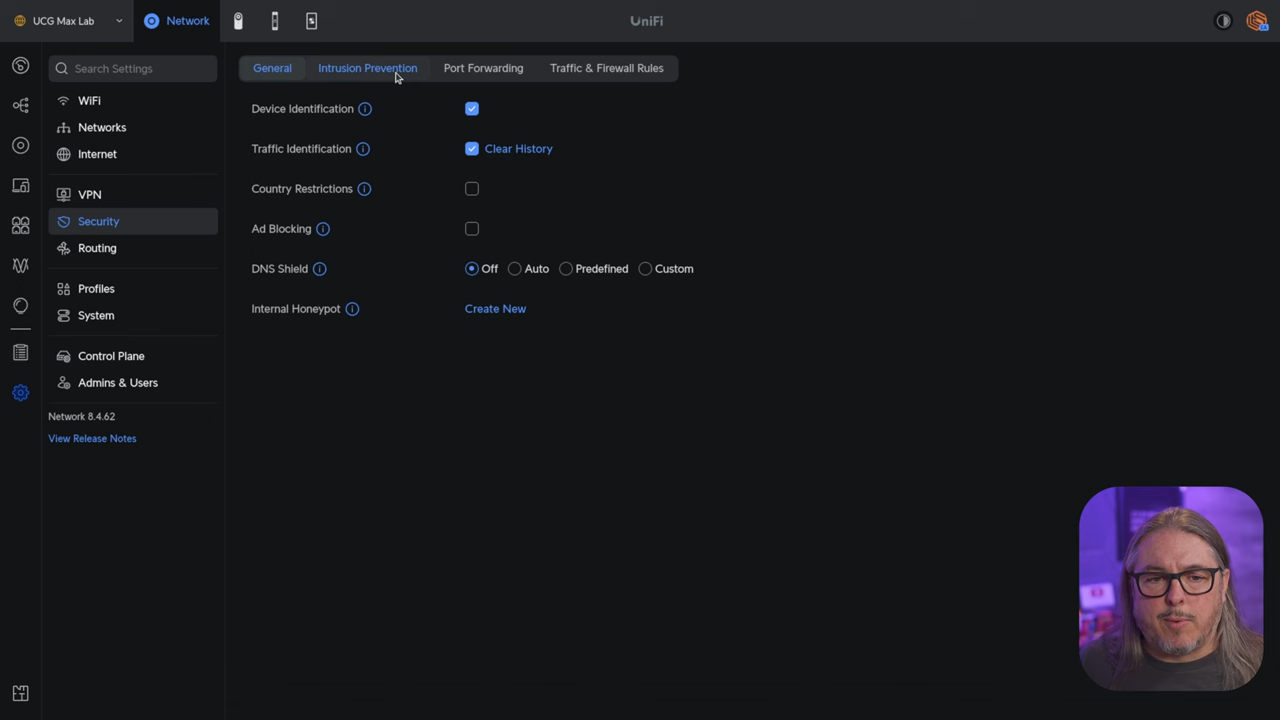 UCG Max Lab
Network
UniFi
Search Settings
WiFi
Networks
Internet
VPN
Security
Routing
Profiles
System
Control Plane
Admins & Users
Network 8.4.62
View Release Notes
General Intrusion Prevention Port Forwarding Traffic & Firewall Rules
Device Identification
Traffic Identification Clear History
Country Restrictions
Ad Blocking
DNS Shield Off Auto Predefined Custom
Internal Honeypot Create New